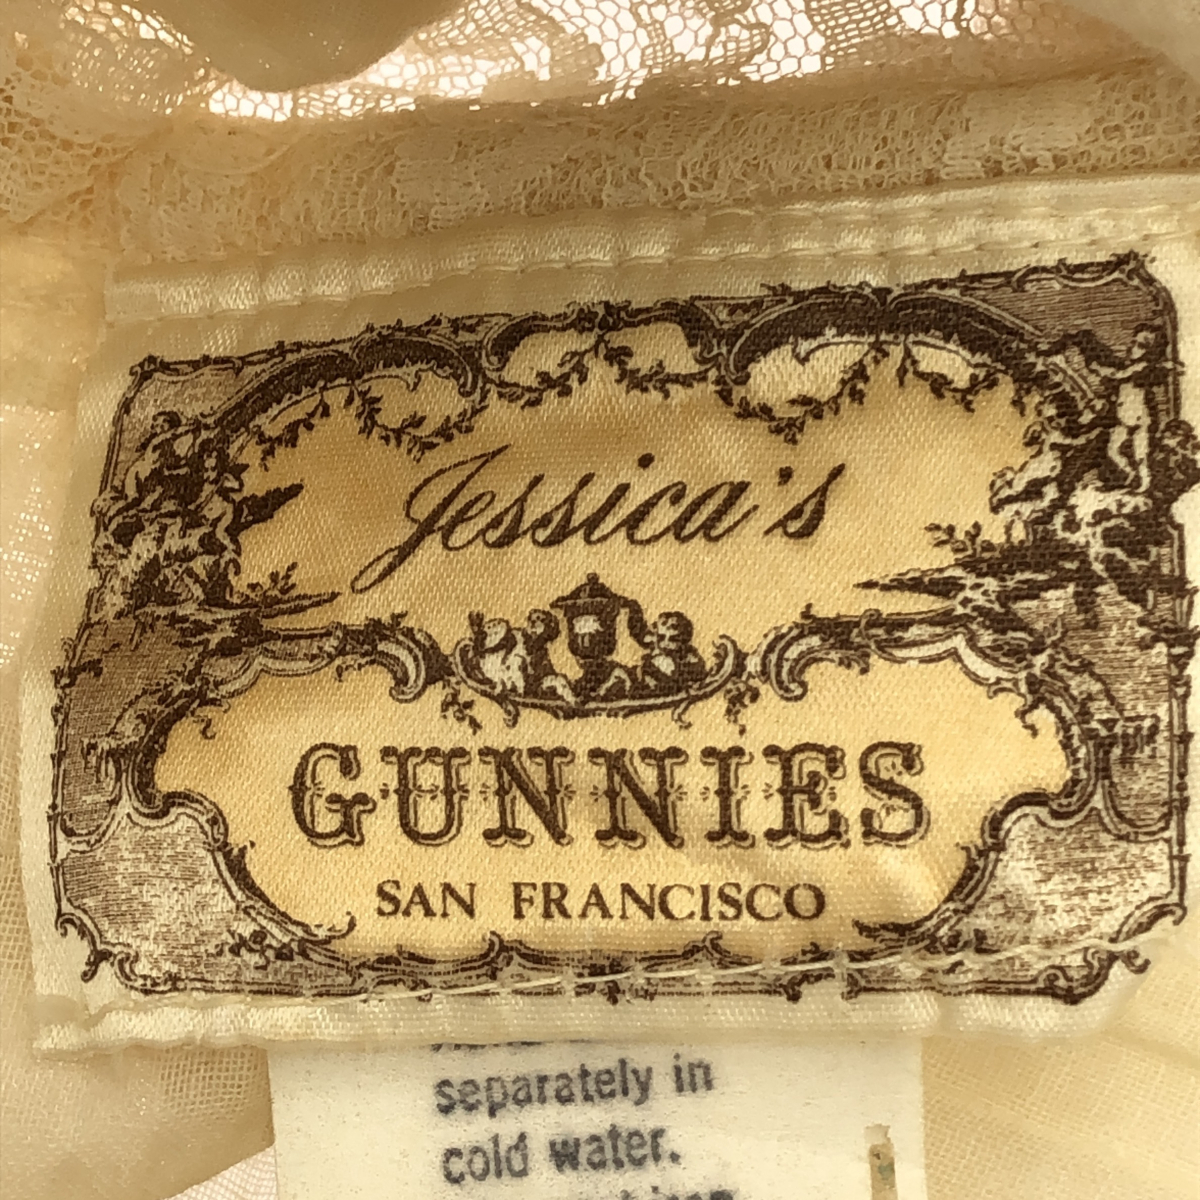 Jessica's
GUNNIES
SAN FRANCISCO
separately in
cold water.